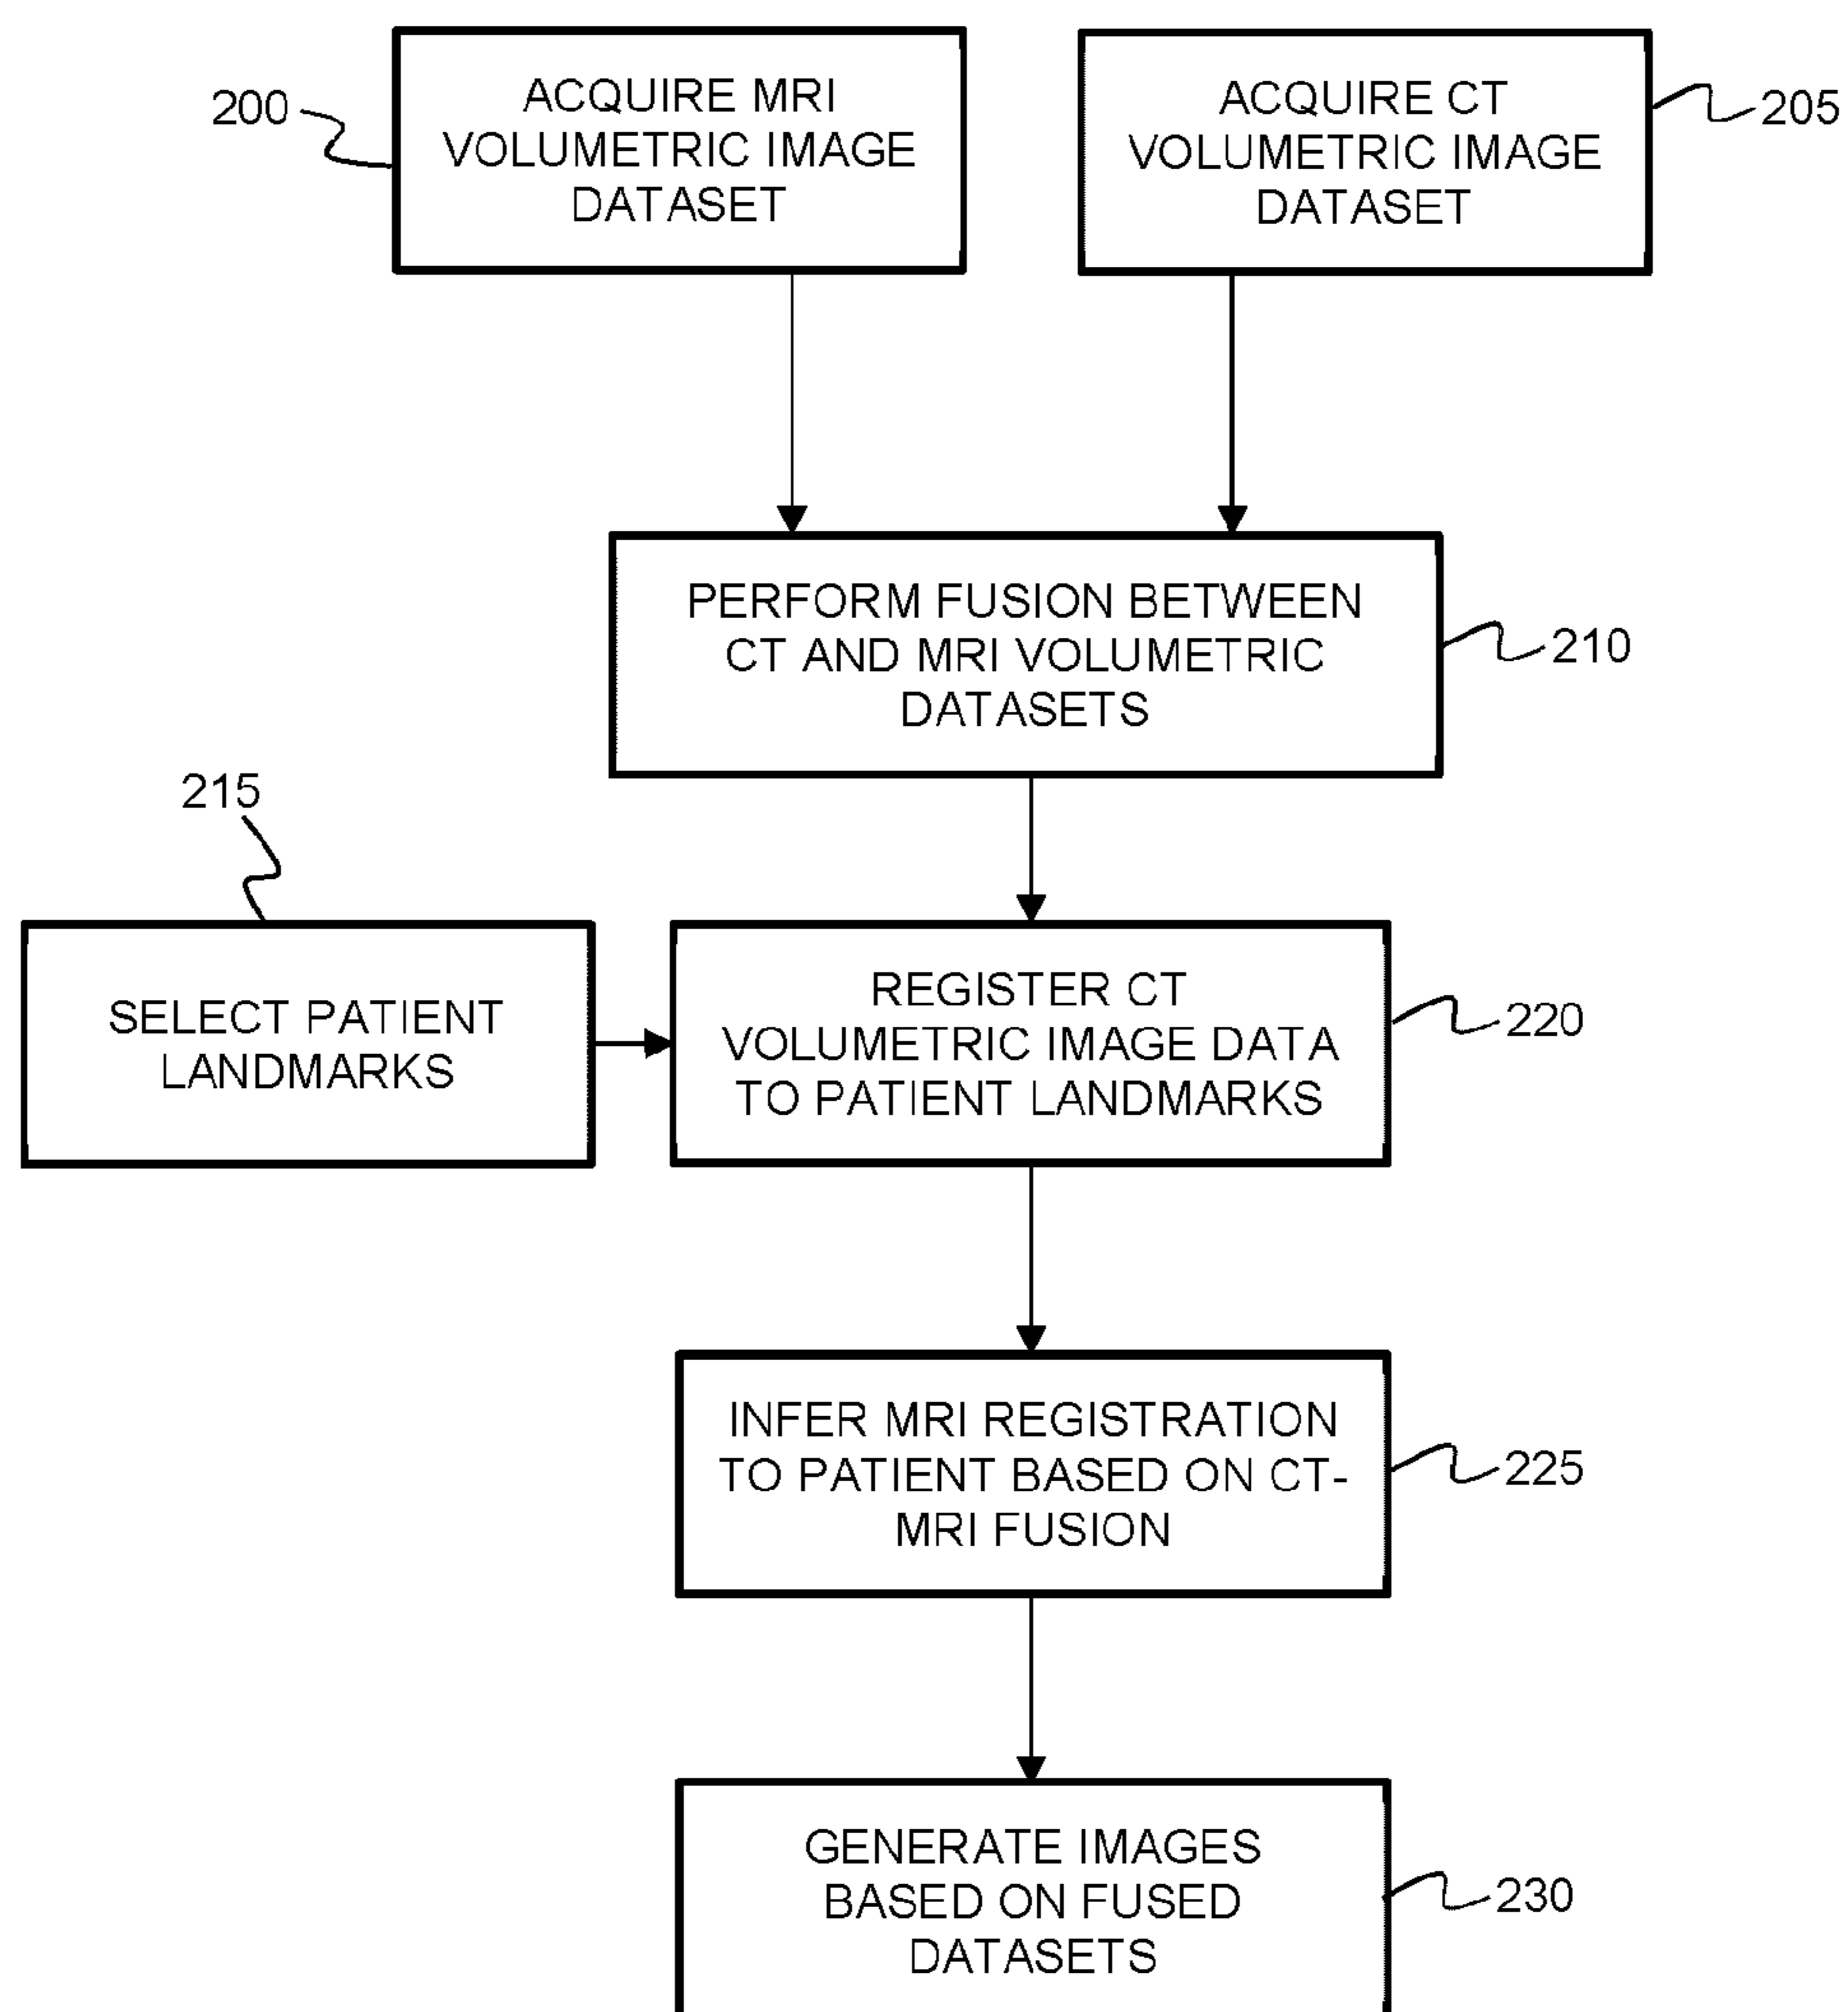 200
ACQUIRE MRI
VOLUMETRIC IMAGE
DATASET
ACQUIRE CT
VOLUMETRIC IMAGE
DATASET
205
PERFORM FUSION BETWEEN
CT AND MRI VOLUMETRIC
DATASETS
210
215
SELECT PATIENT
LANDMARKS
REGISTER CT
VOLUMETRIC IMAGE DATA
TO PATIENT LANDMARKS
220
INFER MRI REGISTRATION
TO PATIENT BASED ON CT-
MRI FUSION
225
GENERATE IMAGES
BASED ON FUSED
DATASETS
230